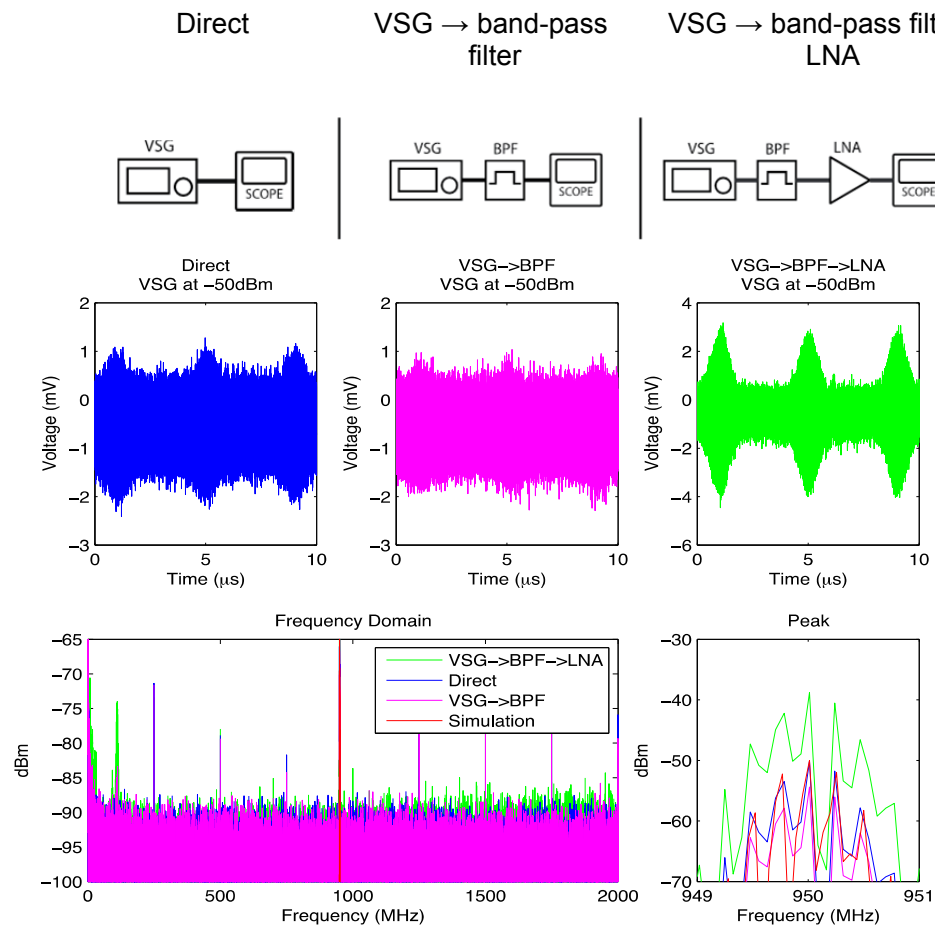 Direct
VSG → band-pass
filter
VSG → band-pass filt
LNA
VSG
SCOPE
VSG
BPF
SCOPE
VSG
BPF
LNA
SCOPE
Direct
VSG at −50dBm
2
1
0
−1
−2
−3
Voltage (mV)
0
5
10
Time (μs)
VSG−>BPF
VSG at −50dBm
2
1
0
−1
−2
−3
Voltage (mV)
0
5
10
Time (μs)
VSG−>BPF−>LNA
VSG at −50dBm
4
2
0
−2
−4
−6
Voltage (mV)
0
5
10
Time (μs)
Frequency Domain
−65
−70
−75
−80
−85
−90
−95
−100
dBm
VSG−>BPF−>LNA
Direct
VSG−>BPF
Simulation
0
500
1000
1500
2000
Frequency (MHz)
Peak
−30
−40
−50
−60
−70
dBm
949
950
951
Frequency (MHz)